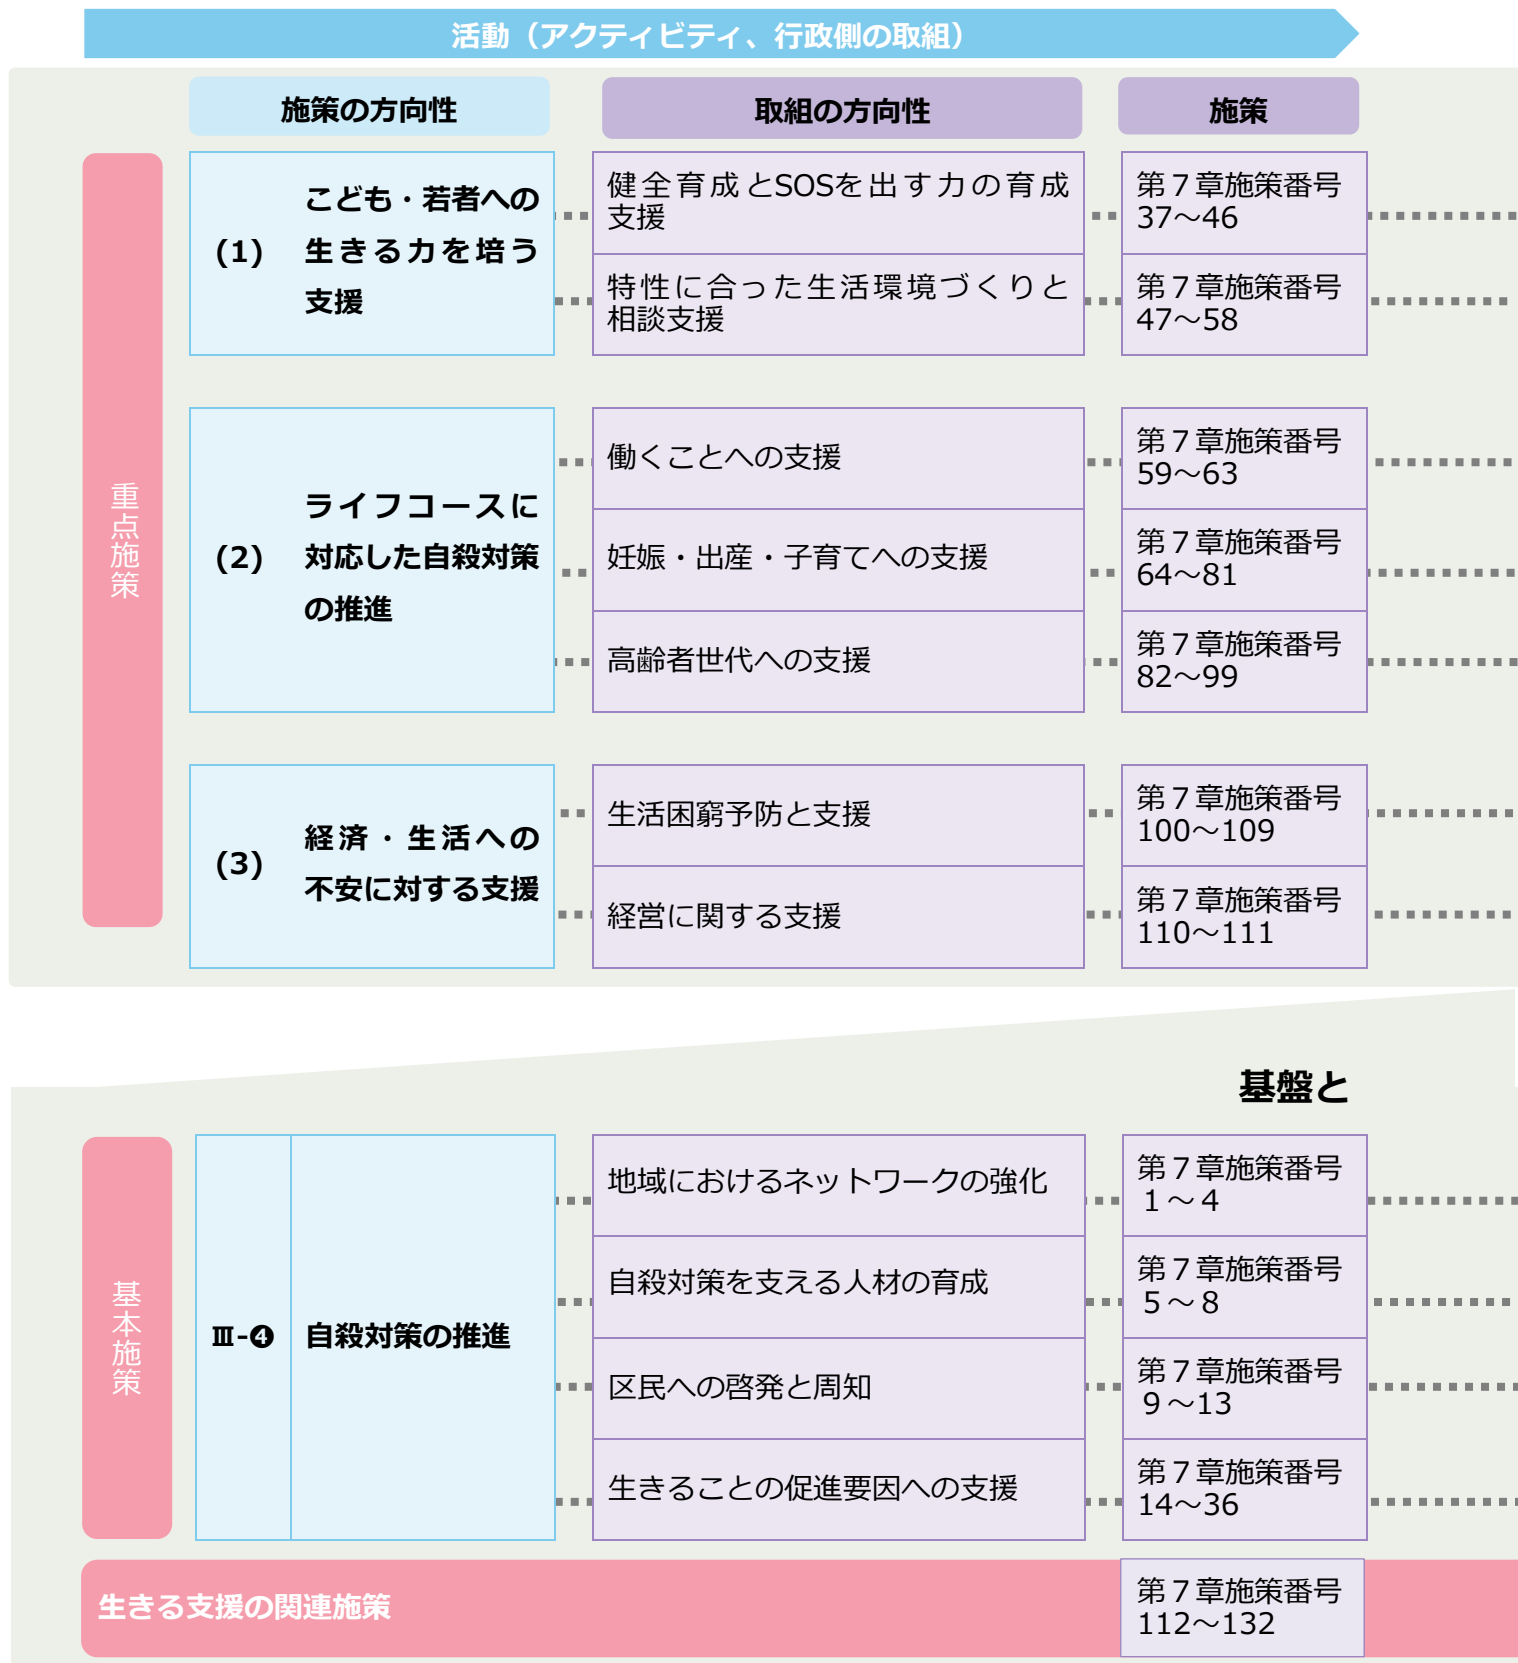 活動（アクティビティ、行政側の取組）
施策の方向性
取組の方向性
施策
重点施策
(1)
こども・若者への
生きる力を培う
支援
健全育成とSOSを出す力の育成
支援
第７章施策番号
37～46
特性に合った生活環境づくりと
相談支援
第７章施策番号
47～58
(2)
ライフコースに
対応した自殺対策
の推進
働くことへの支援
第７章施策番号
59～63
妊娠・出産・子育てへの支援
第７章施策番号
64～81
高齢者世代への支援
第７章施策番号
82～99
(3)
経済・生活への
不安に対する支援
生活困窮予防と支援
第７章施策番号
100～109
経営に関する支援
第７章施策番号
110～111
基盤と
基本施策
Ⅲ-❹
自殺対策の推進
地域におけるネットワークの強化
第７章施策番号
１～４
自殺対策を支える人材の育成
第７章施策番号
５～８
区民への啓発と周知
第７章施策番号
９～13
生きることの促進要因への支援
第７章施策番号
14～36
生きる支援の関連施策
第７章施策番号
112～132